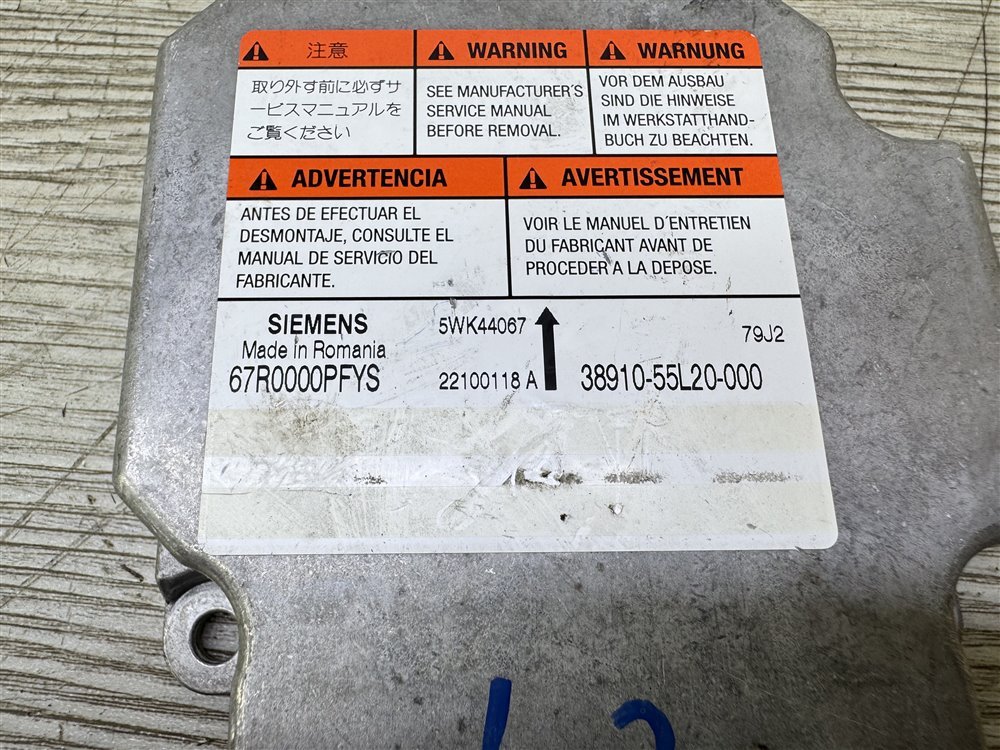 注意
取り外す前に必ずサ
ービスマニュアルを
ご覧ください
WARNING
SEE MANUFACTURER´S
SERVICE MANUAL
BEFORE REMOVAL.
WARNUNG
VOR DEM AUSBAU
SIND DIE HINWEISE
IM WERKSTATTHAND-
BUCH ZU BEACHTEN.
ADVERTENCIA
ANTES DE EFECTUAR EL
DESMONTAJE, CONSULTE EL
MANUAL DE SERVICIO DEL
FABRICANTE.
AVERTISSEMENT
VOIR LE MANUEL D´ENTRETIEN
DU FABRICANT AVANT DE
PROCEDER A LA DEPOSE.
SIEMENS 5WK44067 79J2
Made in Romania
67R0000PFYS 22100118 A 38910-55L20-000